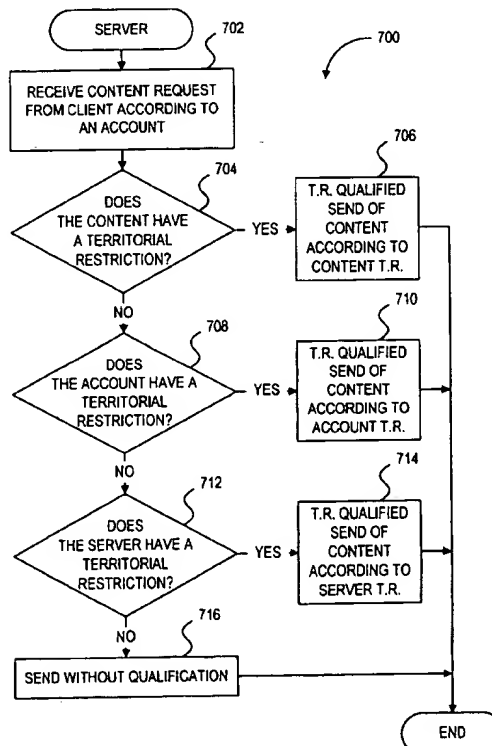 SERVER
702
700
RECEIVE CONTENT REQUEST
FROM CLIENT ACCORDING TO
AN ACCOUNT
704
706
DOES
THE CONTENT HAVE
A TERRITORIAL
RESTRICTION?
YES
T.R. QUALIFIED
SEND OF
CONTENT
ACCORDING TO
CONTENT T.R.
NO
708
710
DOES
THE ACCOUNT HAVE A
TERRITORIAL
RESTRICTION?
YES
T.R. QUALIFIED
SEND OF
CONTENT
ACCORDING TO
ACCOUNT T.R.
NO
712
714
DOES
THE SERVER HAVE A
TERRITORIAL
RESTRICTION?
YES
T.R. QUALIFIED
SEND OF
CONTENT
ACCORDING TO
SERVER T.R.
NO
716
SEND WITHOUT QUALIFICATION
END